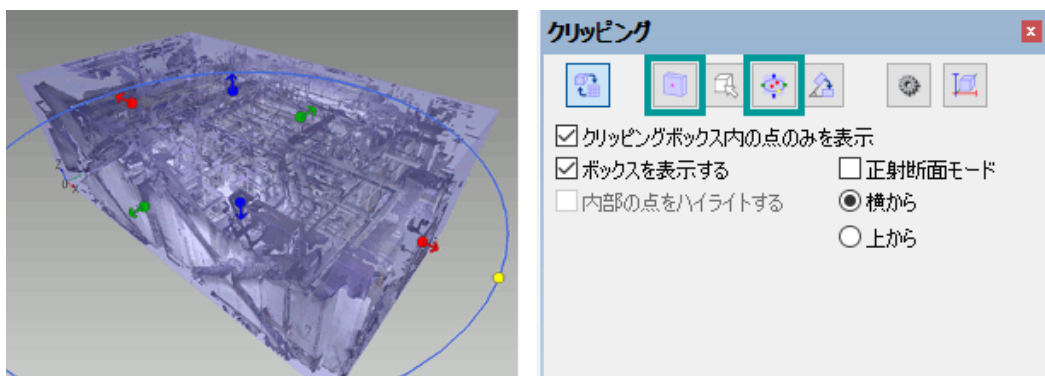 クリッピング
クリッピングボックス内の点のみを表示
ボックスを表示する
正射断面モード
内部の点をハイライトする
横から
上から